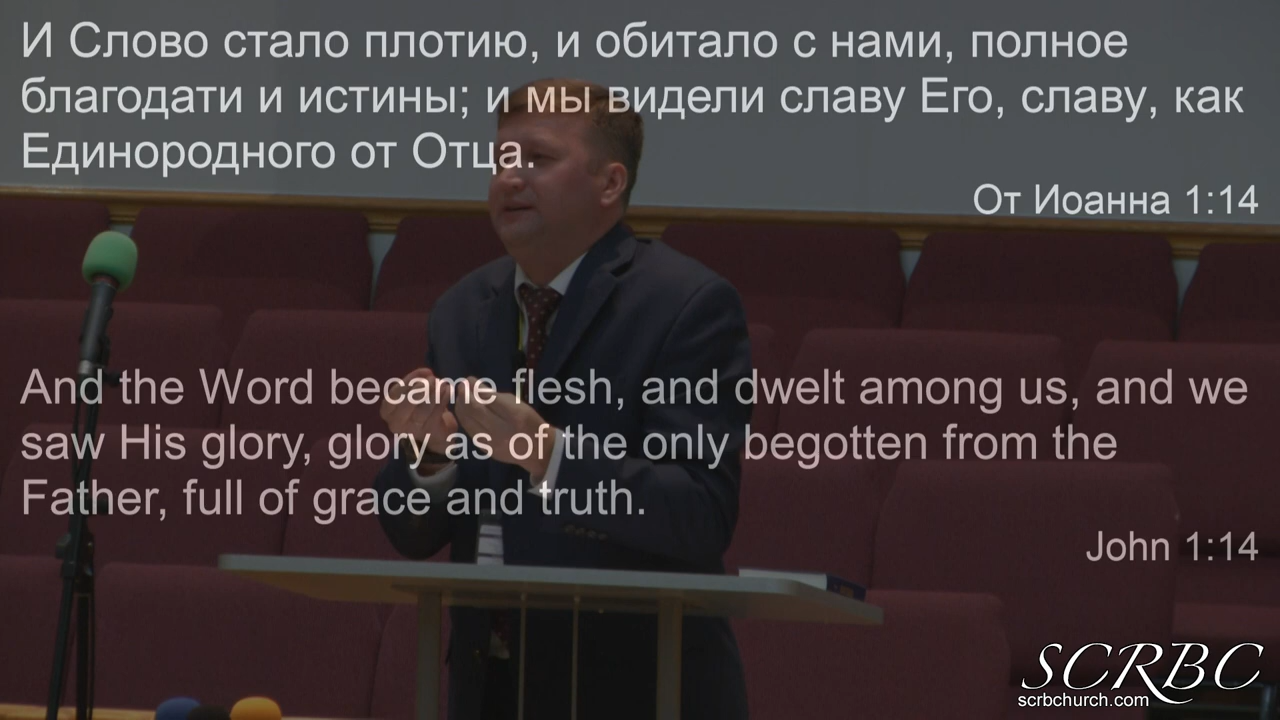 И Слово стало плотию, и обитало с нами, полное
благодати и истины; и мы видели славу Его, славу, как
Единородного от Отца.
От Иоанна 1:14
And the Word became flesh, and dwelt among us, and we
saw His glory, glory as of the only begotten from the
Father, full of grace and truth.
John 1:14
SCRBC
scrbchurch.com